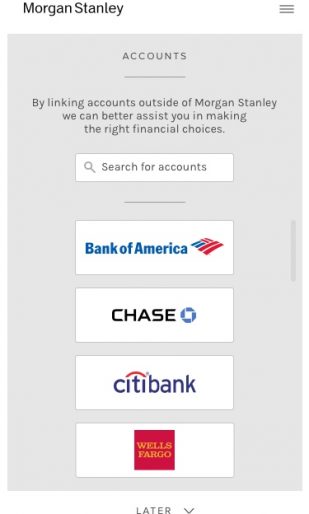 Morgan Stanley
ACCOUNTS
By linking accounts outside of Morgan Stanley
we can better assist you in making
the right financial choices.
Search for accounts
Bank of America
CHASE
citibank
WELLS
FARGO
LATER